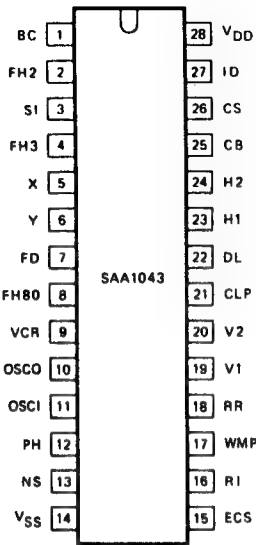 BC 1 28 VDD
FH2 2 27 ID
SI 3 26 CS
FH3 4 25 CB
X 5 24 H2
Y 6 23 H1
FD 7 22 DL
SAA1043
FH80 8 21 CLP
VCR 9 20 V2
OSCO 10 19 V1
OSCI 11 18 RR
PH 12 17 WMP
NS 13 16 RI
VSS 14 15 ECS